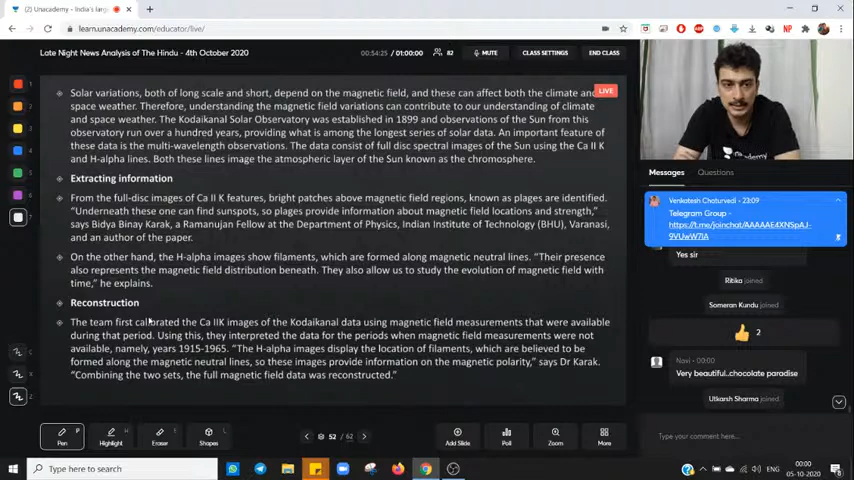 Unacademy - India's larg
learn.unacademy.com/educator/live/
Late Night News Analysis of The Hindu - 4th October 2020
00:54:25 / 01:00:00
82
MUTE
CLASS SETTINGS
END CLASS
LIVE
Solar variations, both of long scale and short, depend on the magnetic field, and these can affect both the climate and
space weather. Therefore, understanding the magnetic field variations can contribute to our understanding of climate
and space weather. The Kodaikanal Solar Observatory was established in 1899 and observations of the Sun from this
observatory run over a hundred years, providing what is among the longest series of solar data. An important feature of
these data is the multi-wavelength observations. The data consist of full disc spectral images of the Sun using the Ca II K
and H-alpha lines. Both these lines image the atmospheric layer of the Sun known as the chromosphere.
Extracting information
From the full-disc images of Ca II K features, bright patches above magnetic field regions, known as plages are identified.
"Underneath these one can find sunspots, so plages provide information about magnetic field locations and strength,"
says Bidya Binay Karak, a Ramanujan Fellow at the Department of Physics, Indian Institute of Technology (BHU), Varanasi,
and an author of the paper.
On the other hand, the H-alpha images show filaments, which are formed along magnetic neutral lines. "Their presence
also represents the magnetic field distribution beneath. They also allow us to study the evolution of magnetic field with
time," he explains.
Reconstruction
The team first calibrated the Ca IIK images of the Kodaikanal data using magnetic field measurements that were available
during that period. Using this, they interpreted the data for the periods when magnetic field measurements were not
available, namely, years 1915-1965. "The H-alpha images display the location of filaments, which are believed to be
formed along the magnetic neutral lines, so these images provide information on the magnetic polarity," says Dr Karak.
"Combining the two sets, the full magnetic field data was reconstructed."
1
2
3
4
5
6
7
Pen
P
Highlight
H
Eraser
Shapes
52 / 62
Add Slide
Poll
Zoom
More
Messages
Questions
Venkatesh Chaturvedi • 23:09
Telegram Group -
https://t.me/joinchat/AAAAAE4XNSpAJ-
9VUwW7IA
Yes sir
Ritika joined
Someran Kundu joined
2
Navi • 00:00
Very beautiful..chocolate paradise
Utkarsh Sharma joined
Type your comment here...
Type here to search
ENG
00:00
05-10-2020